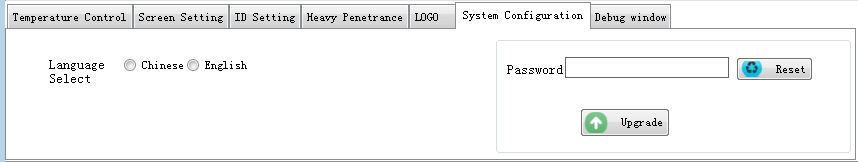 Temperature Control Screen Setting ID Setting Heavy Penetrance LOGO System Configuration Debug window
Language Select
Chinese English
Password Reset
Upgrade